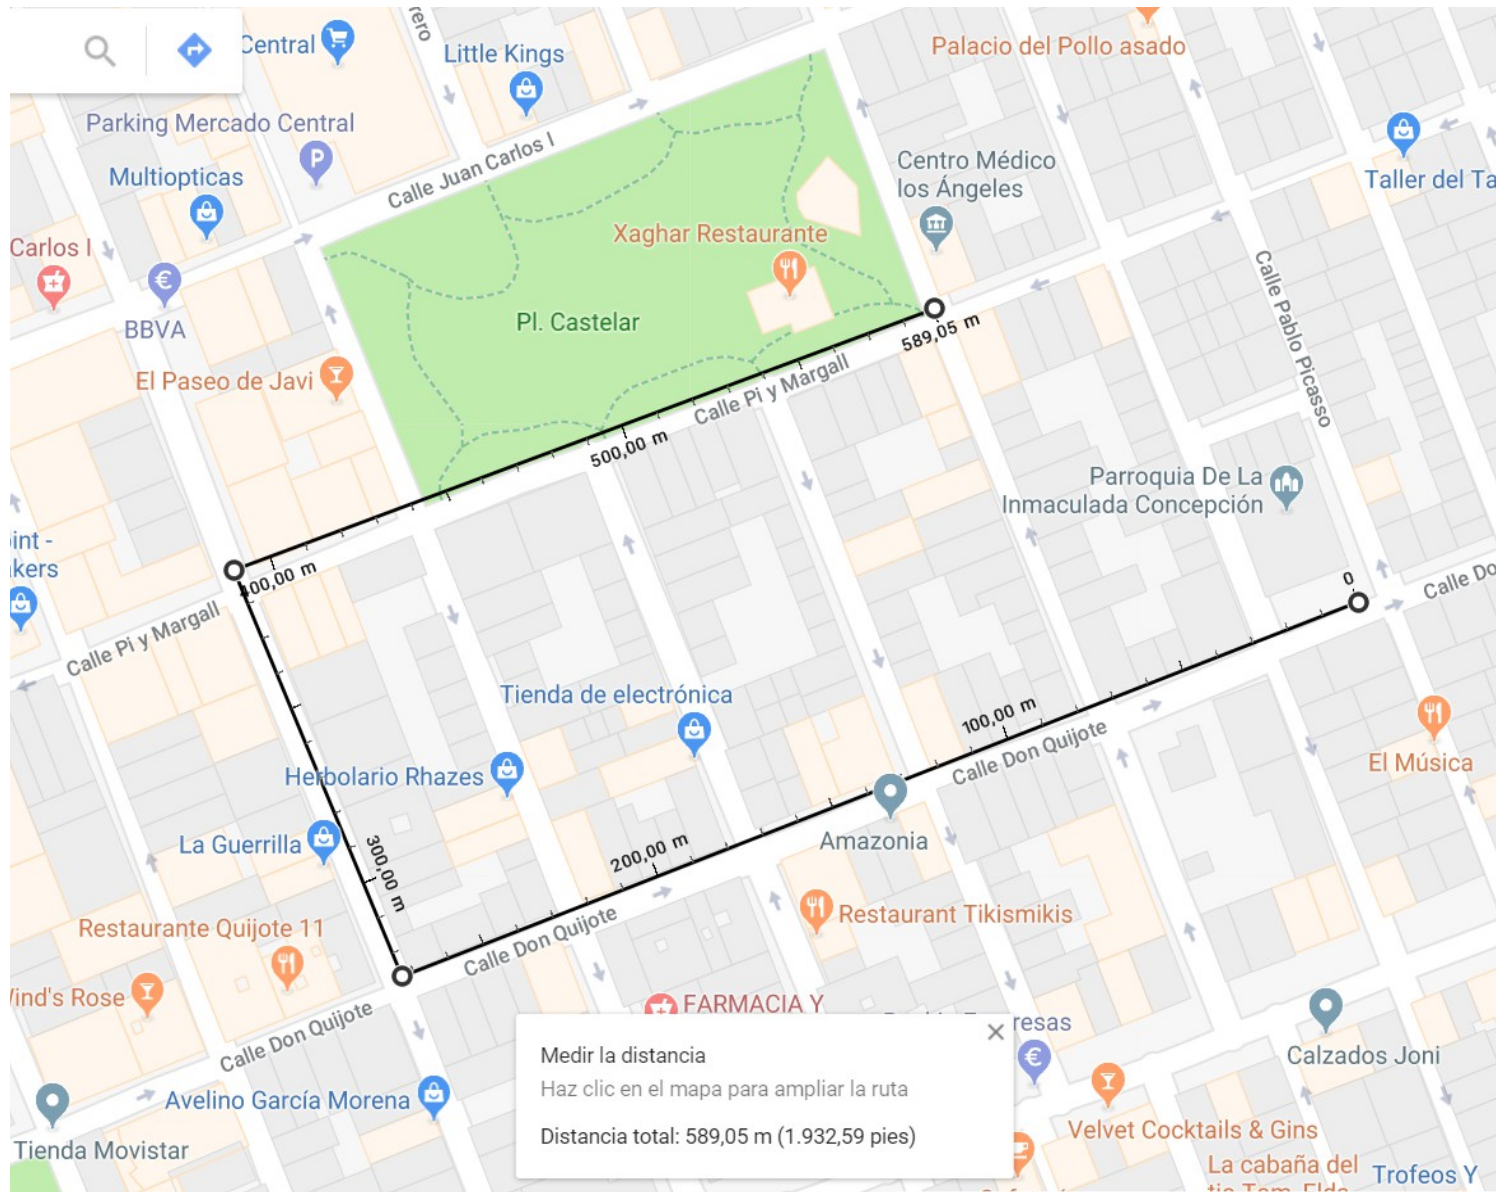 Central
rero
Little Kings
Palacio del Pollo asado
Parking Mercado Central
P
Multiopticas
Calle Juan Carlos I
Centro Médico
los Ángeles
Taller del Ta
Carlos I
€
BBVA
Xaghar Restaurante
Pl. Castelar
Calle Pablo Picasso
589,05 m
El Paseo de Javi
Calle Pi y Margall
500,00 m
Parroquia De La
Inmaculada Concepción
int -
kers
400,00 m
Calle Pi y Margall
0
Calle Do
Tienda de electrónica
100,00 m
Calle Don Quijote
El Música
Herbolario Rhazes
La Guerrilla
300,00 m
200,00 m
Amazonia
Restaurante Quijote 11
Calle Don Quijote
Restaurant Tikismikis
ind's Rose
FARMACIA Y
resas
€
Calle Don Quijote
Calzados Joni
Avelino García Morena
Tienda Movistar
Medir la distancia
Haz clic en el mapa para ampliar la ruta
Distancia total: 589,05 m (1.932,59 pies)
Velvet Cocktails & Gins
La cabaña del
tio Tom, Elda
Trofeos Y